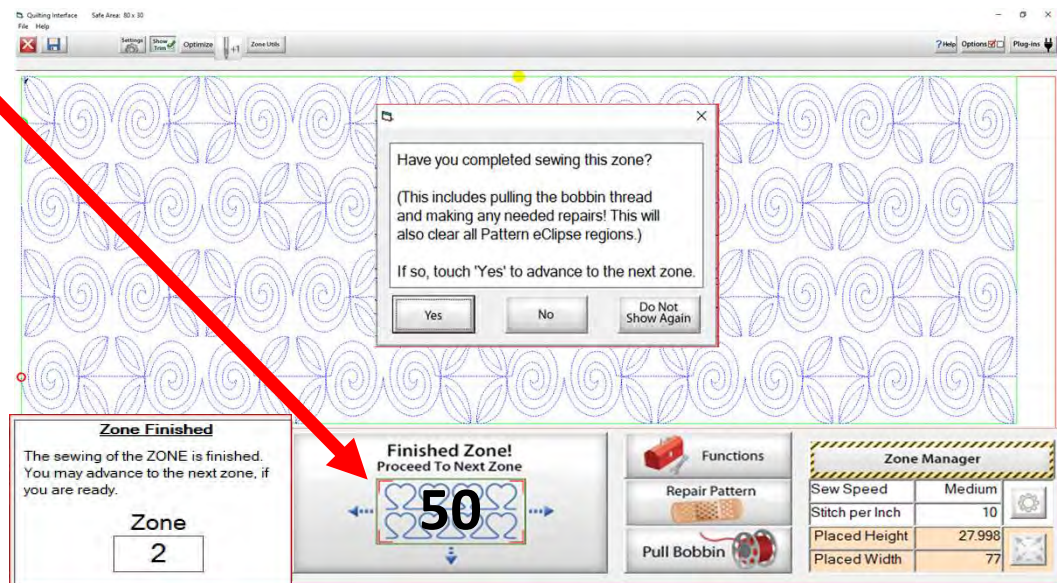 Quilting Interface Safe Area: 80 x 30
File Help
Settings Show Trim Optimize +1 Zone Utils ?Help Options Plug-ins
Have you completed sewing this zone?
(This includes pulling the bobbin thread
and making any needed repairs! This will
also clear all Pattern eClipse regions.)
If so, touch 'Yes' to advance to the next zone.
Yes No Do Not
Show Again
Zone Finished
The sewing of the ZONE is finished.
You may advance to the next zone, if
you are ready.
Zone
2
Finished Zone!
Proceed To Next Zone
50
Functions
Repair Pattern
Pull Bobbin
Zone Manager
Sew Speed Medium
Stitch per Inch 10
Placed Height 27.998
Placed Width 77